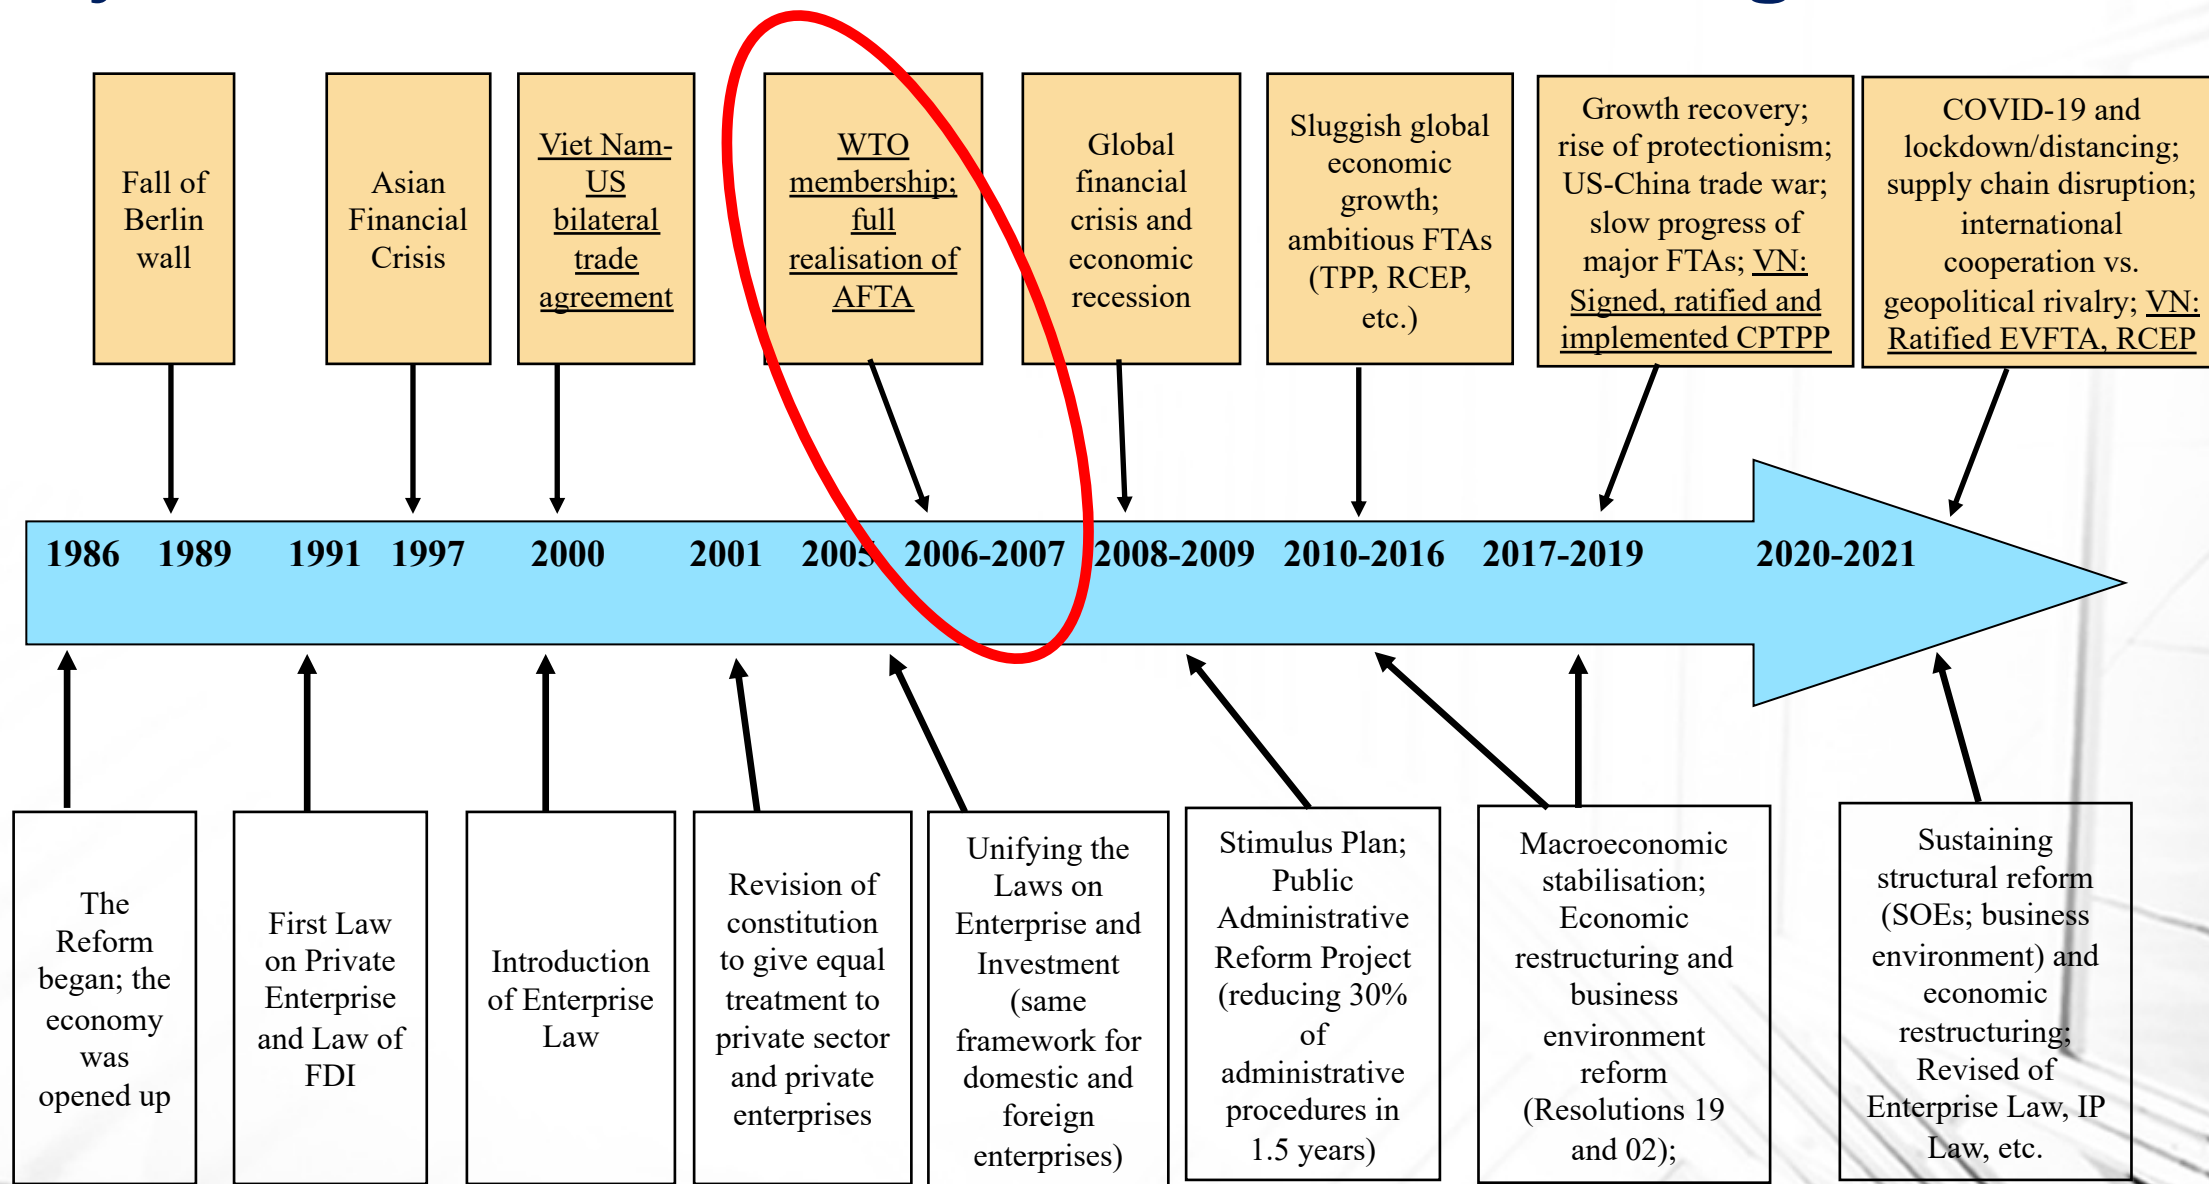 Fall of
Berlin
wall
Asian
Financial
Crisis
Viet Nam-
US
bilateral
trade
agreement
WTO
membership;
full
realisation of
AFTA
Global
financial
crisis and
economic
recession
Sluggish global
economic
growth;
ambitious FTAs
(TPP, RCEP,
etc.)
Growth recovery;
rise of protectionism;
US-China trade war;
slow progress of
major FTAs; VN:
Signed, ratified and
implemented CPTPP
COVID-19 and
lockdown/distancing;
supply chain disruption;
international
cooperation vs.
geopolitical rivalry; VN:
Ratified EVFTA, RCEP
1986 1989 1991 1997 2000 2001 2005 2006-2007 2008-2009 2010-2016 2017-2019 2020-2021
The
Reform
began; the
economy
was
opened up
First Law
on Private
Enterprise
and Law of
FDI
Introduction
of Enterprise
Law
Revision of
constitution
to give equal
treatment to
private sector
and private
enterprises
Unifying the
Laws on
Enterprise and
Investment
(same
framework for
domestic and
foreign
enterprises)
Stimulus Plan;
Public
Administrative
Reform Project
(reducing 30%
of
administrative
procedures in
1.5 years)
Macroeconomic
stabilisation;
Economic
restructuring and
business
environment
reform
(Resolutions 19
and 02);
Sustaining
structural reform
(SOEs; business
environment) and
economic
restructuring;
Revised of
Enterprise Law, IP
Law, etc.